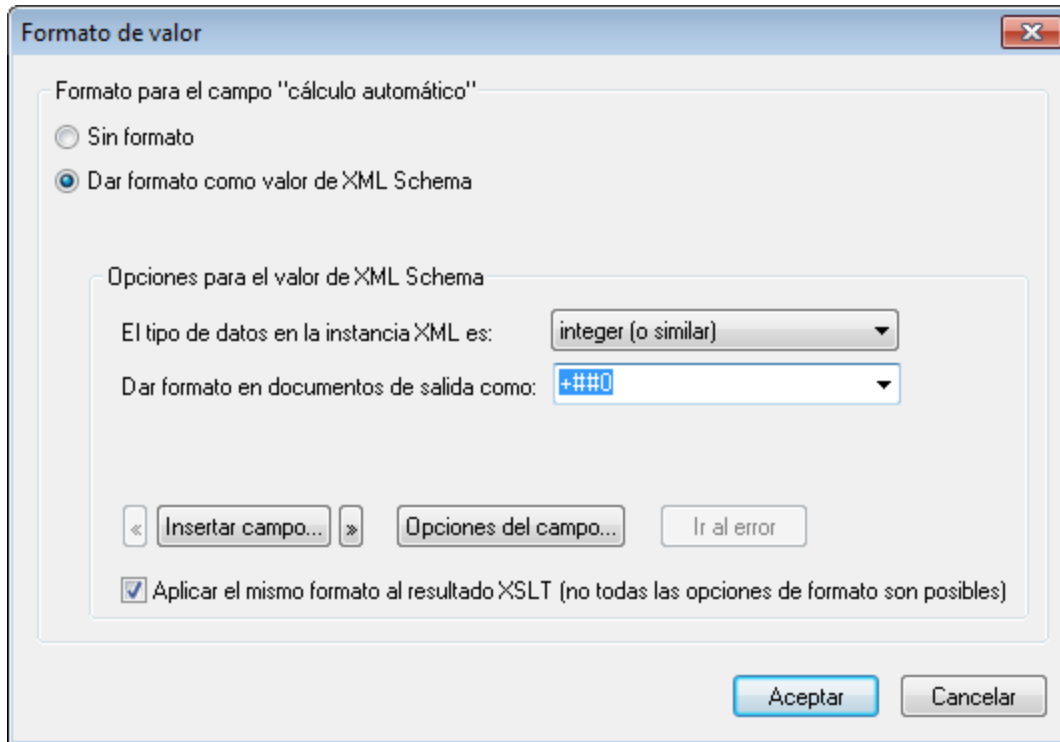 Formato de valor
Formato para el campo "cálculo automático"
Sin formato
Dar formato como valor de XML Schema
Opciones para el valor de XML Schema
El tipo de datos en la instancia XML es: integer (o similar)
Dar formato en documentos de salida como: +##0
« Insertar campo... » Opciones del campo... Ir al error
Aplicar el mismo formato al resultado XSLT (no todas las opciones de formato son posibles)
Aceptar Cancelar